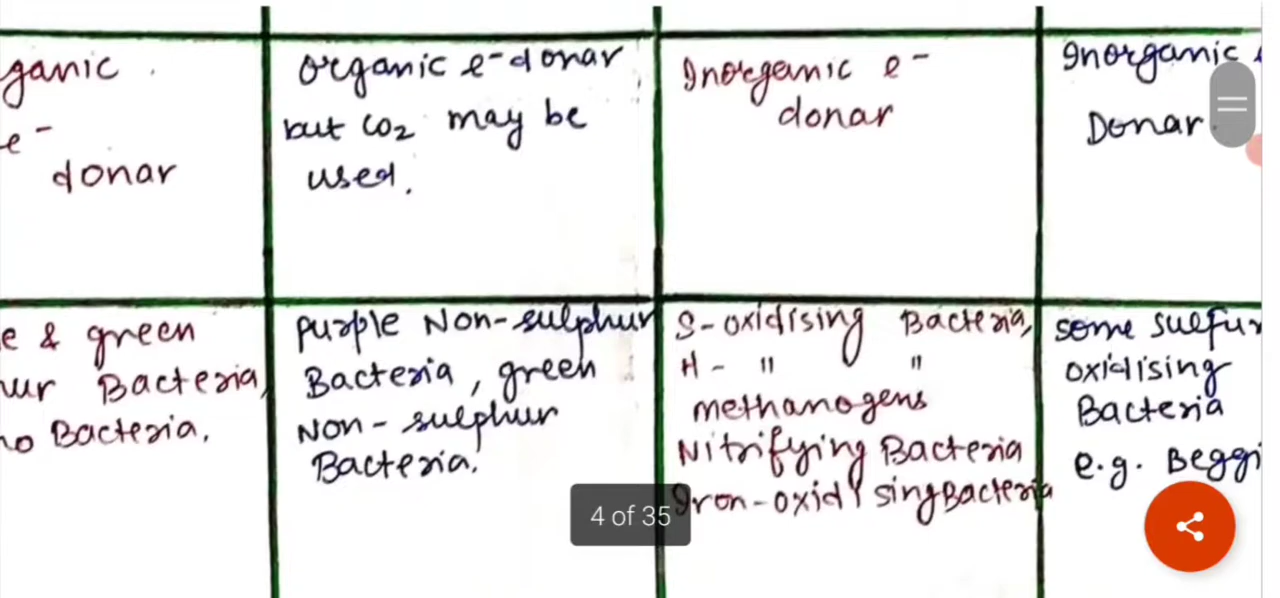 ganic
e-
donar
organic e- donar
but CO2 may be
used.
Inorganic e-
donar
Inorganic
Donar
e & green
ur Bacteria,
o Bacteria.
purple Non-sulphur
Bacteria, green
Non-sulphur
Bacteria.
S-oxidising Bacteria,
H- " "
methanogens
Nitrifying Bacteria
Iron-oxidysingBacteria
some sulfur
oxidising
Bacteria
e.g. Beggi
4 of 35